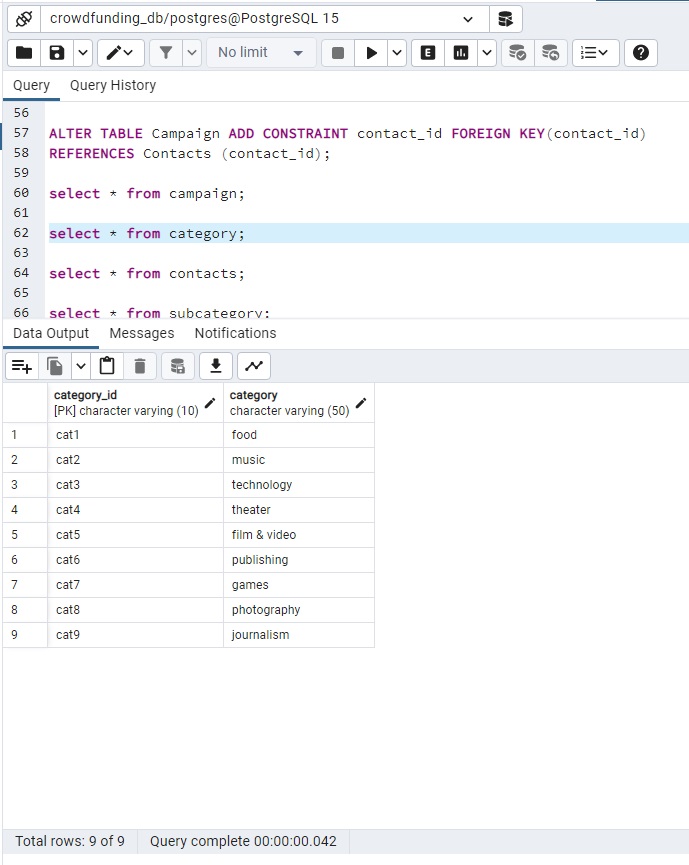 crowdfunding_db/postgres@PostgreSQL 15
No limit
E
Query Query History
56
57 ALTER TABLE Campaign ADD CONSTRAINT contact_id FOREIGN KEY(contact_id)
58 REFERENCES Contacts (contact_id);
59
60 select * from campaign;
61
62 select * from category;
63
64 select * from contacts;
65
66 select * from subcategory;
Data Output Messages Notifications
category_id category
[PK] character varying (10) character varying (50)
1 cat1 food
2 cat2 music
3 cat3 technology
4 cat4 theater
5 cat5 film & video
6 cat6 publishing
7 cat7 games
8 cat8 photography
9 cat9 journalism
Total rows: 9 of 9 Query complete 00:00:00.042